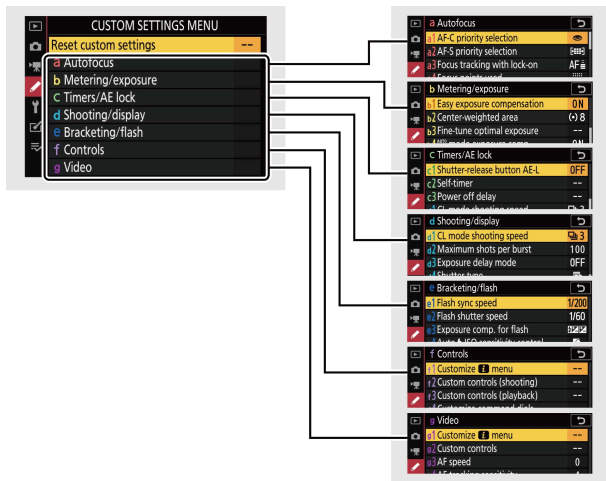 CUSTOM SETTINGS MENU
Reset custom settings --
a Autofocus
b Metering/exposure
c Timers/AE lock
d Shooting/display
e Bracketing/flash
f Controls
g Video
a Autofocus
a1 AF-C priority selection
a2 AF-S priority selection
a3 Focus tracking with lock-on AF
b Metering/exposure
b1 Easy exposure compensation ON
b2 Center-weighted area (•) 8
b3 Fine-tune optimal exposure --
c Timers/AE lock
c1 Shutter-release button AE-L OFF
c2 Self-timer --
c3 Power off delay --
d Shooting/display
d1 CL mode shooting speed 3
d2 Maximum shots per burst 100
d3 Exposure delay mode OFF
e Bracketing/flash
e1 Flash sync speed 1/200
e2 Flash shutter speed 1/60
e3 Exposure comp. for flash
f Controls
f1 Customize i menu --
f2 Custom controls (shooting) --
f3 Custom controls (playback) --
g Video
g1 Customize i menu --
g2 Custom controls --
g3 AF speed 0